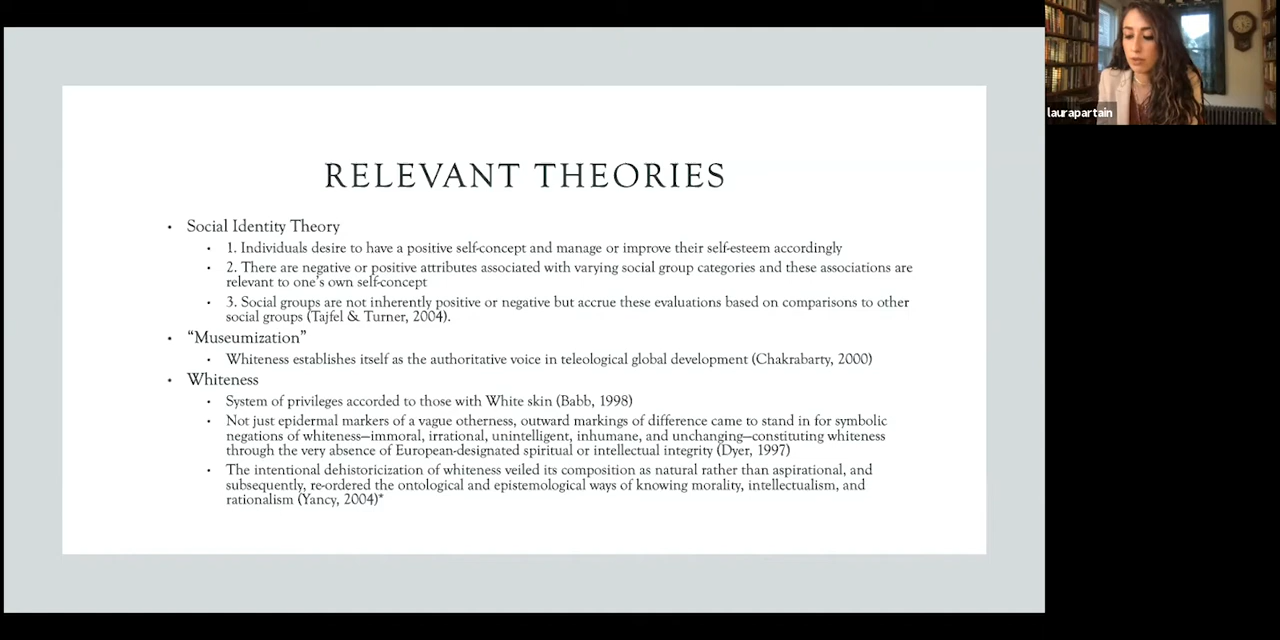 RELEVANT THEORIES
• Social Identity Theory
• 1. Individuals desire to have a positive self-concept and manage or improve their self-esteem accordingly
• 2. There are negative or positive attributes associated with varying social group categories and these associations are
relevant to one's own self-concept
• 3. Social groups are not inherently positive or negative but accrue these evaluations based on comparisons to other
social groups (Tajfel & Turner, 2004).
• “Museumization”
• Whiteness establishes itself as the authoritative voice in teleological global development (Chakrabarty, 2000)
• Whiteness
• System of privileges accorded to those with White skin (Babb, 1998)
• Not just epidermal markers of a vague otherness, outward markings of difference came to stand in for symbolic
negations of whiteness—immoral, irrational, unintelligent, inhumane, and unchanging—constituting whiteness
through the very absence of European-designated spiritual or intellectual integrity (Dyer, 1997)
• The intentional dehistoricization of whiteness veiled its composition as natural rather than aspirational, and
subsequently, re-ordered the ontological and epistemological ways of knowing morality, intellectualism, and
rationalism (Yancy, 2004)*
laurapartain